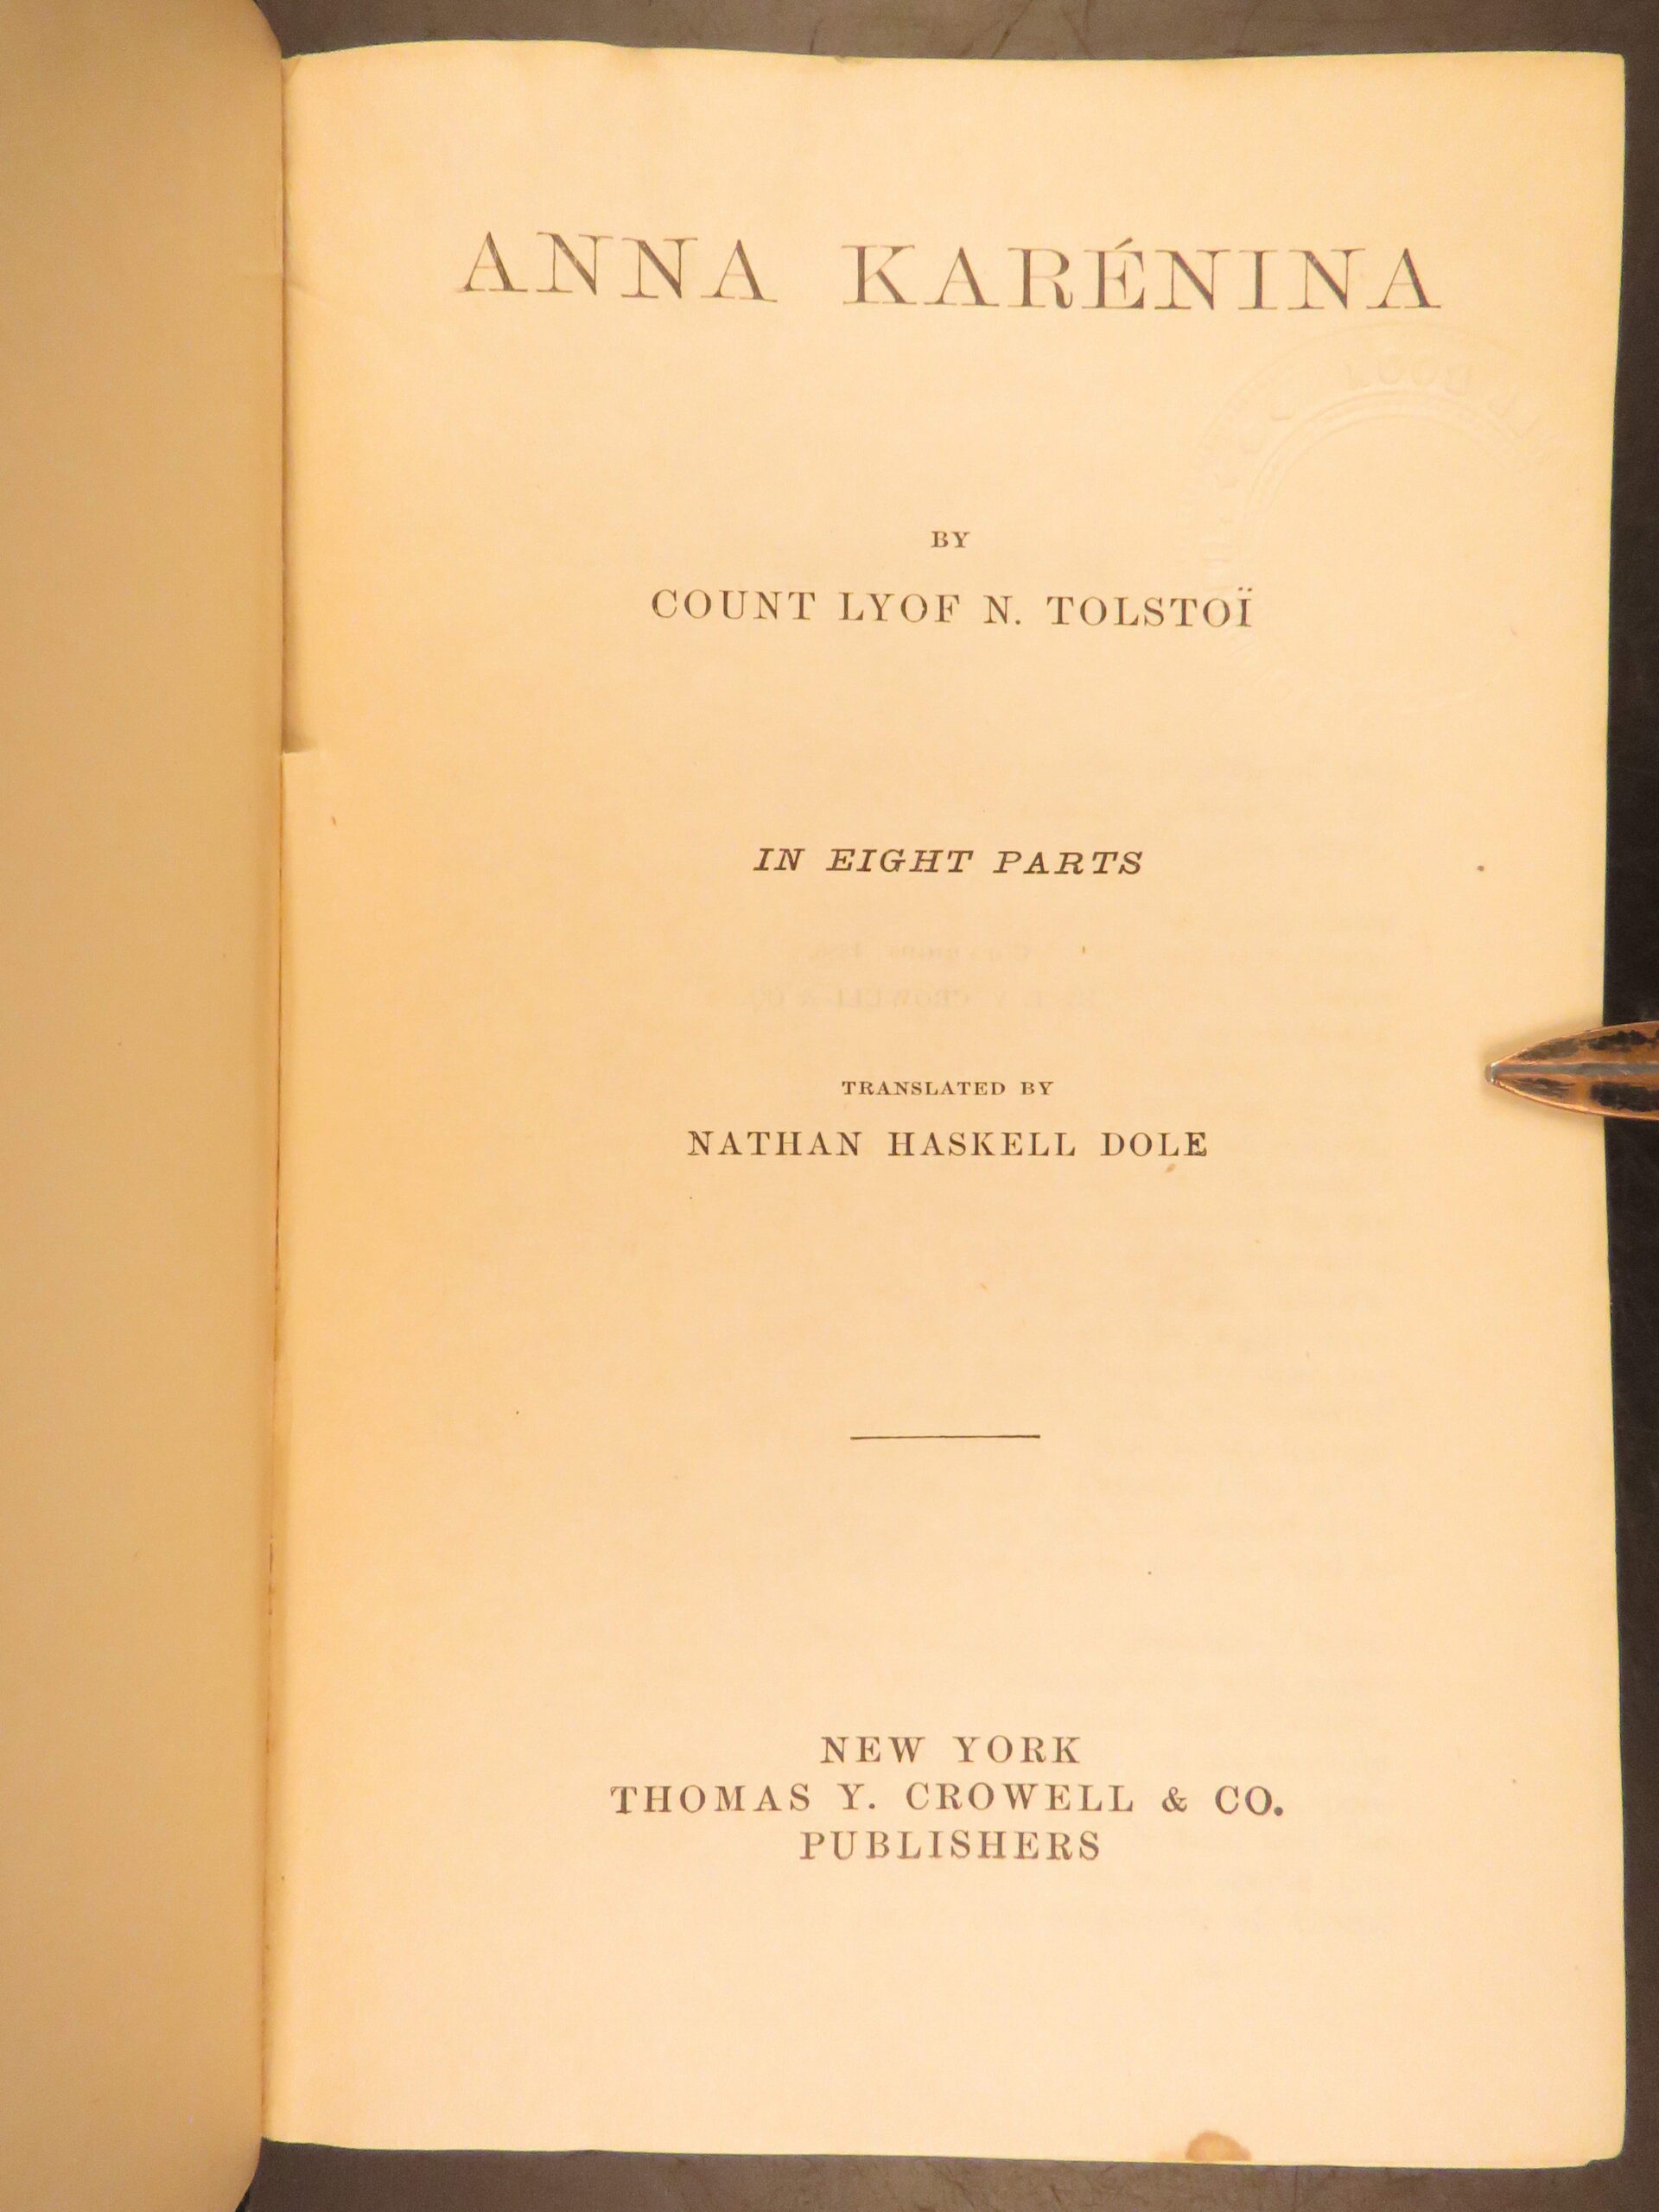 ANNA KARÉNINA
BY
COUNT LYOF N. TOLSTOÏ
IN EIGHT PARTS
TRANSLATED BY
NATHAN HASKELL DOLE
NEW YORK
THOMAS Y. CROWELL & CO.
PUBLISHERS